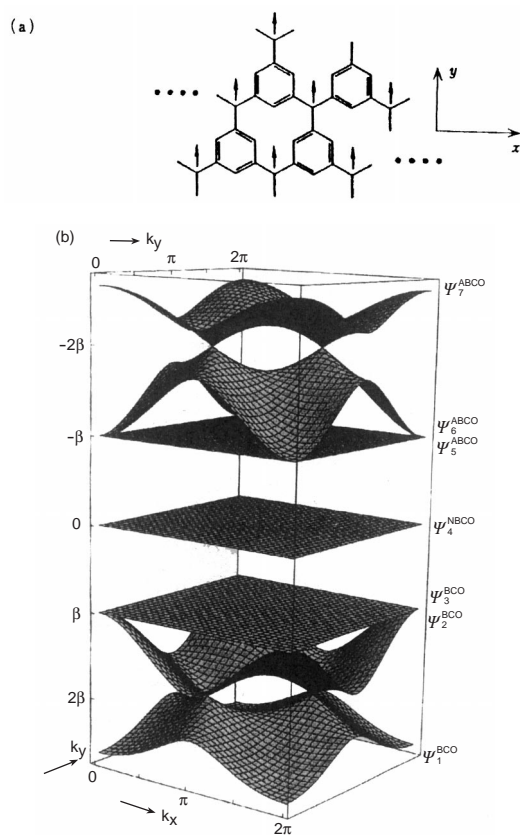 (a)
y
x
(b)
k_y
0 π 2π
Ψ_7^ABCO
-2β
Ψ_6^ABCO
-β
Ψ_5^ABCO
0
Ψ_4^NBCO
Ψ_3^BCO
β
Ψ_2^BCO
2β
k_y
Ψ_1^BCO
0 π 2π
k_x